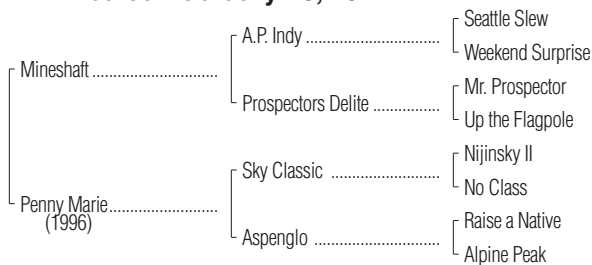 Seattle Slew
A.P. Indy
Weekend Surprise
Mineshaft
Mr. Prospector
Prospectors Delite
Up the Flagpole
Nijinsky II
Sky Classic
No Class
Penny Marie
(1996)
Raise a Native
Aspenglo
Alpine Peak